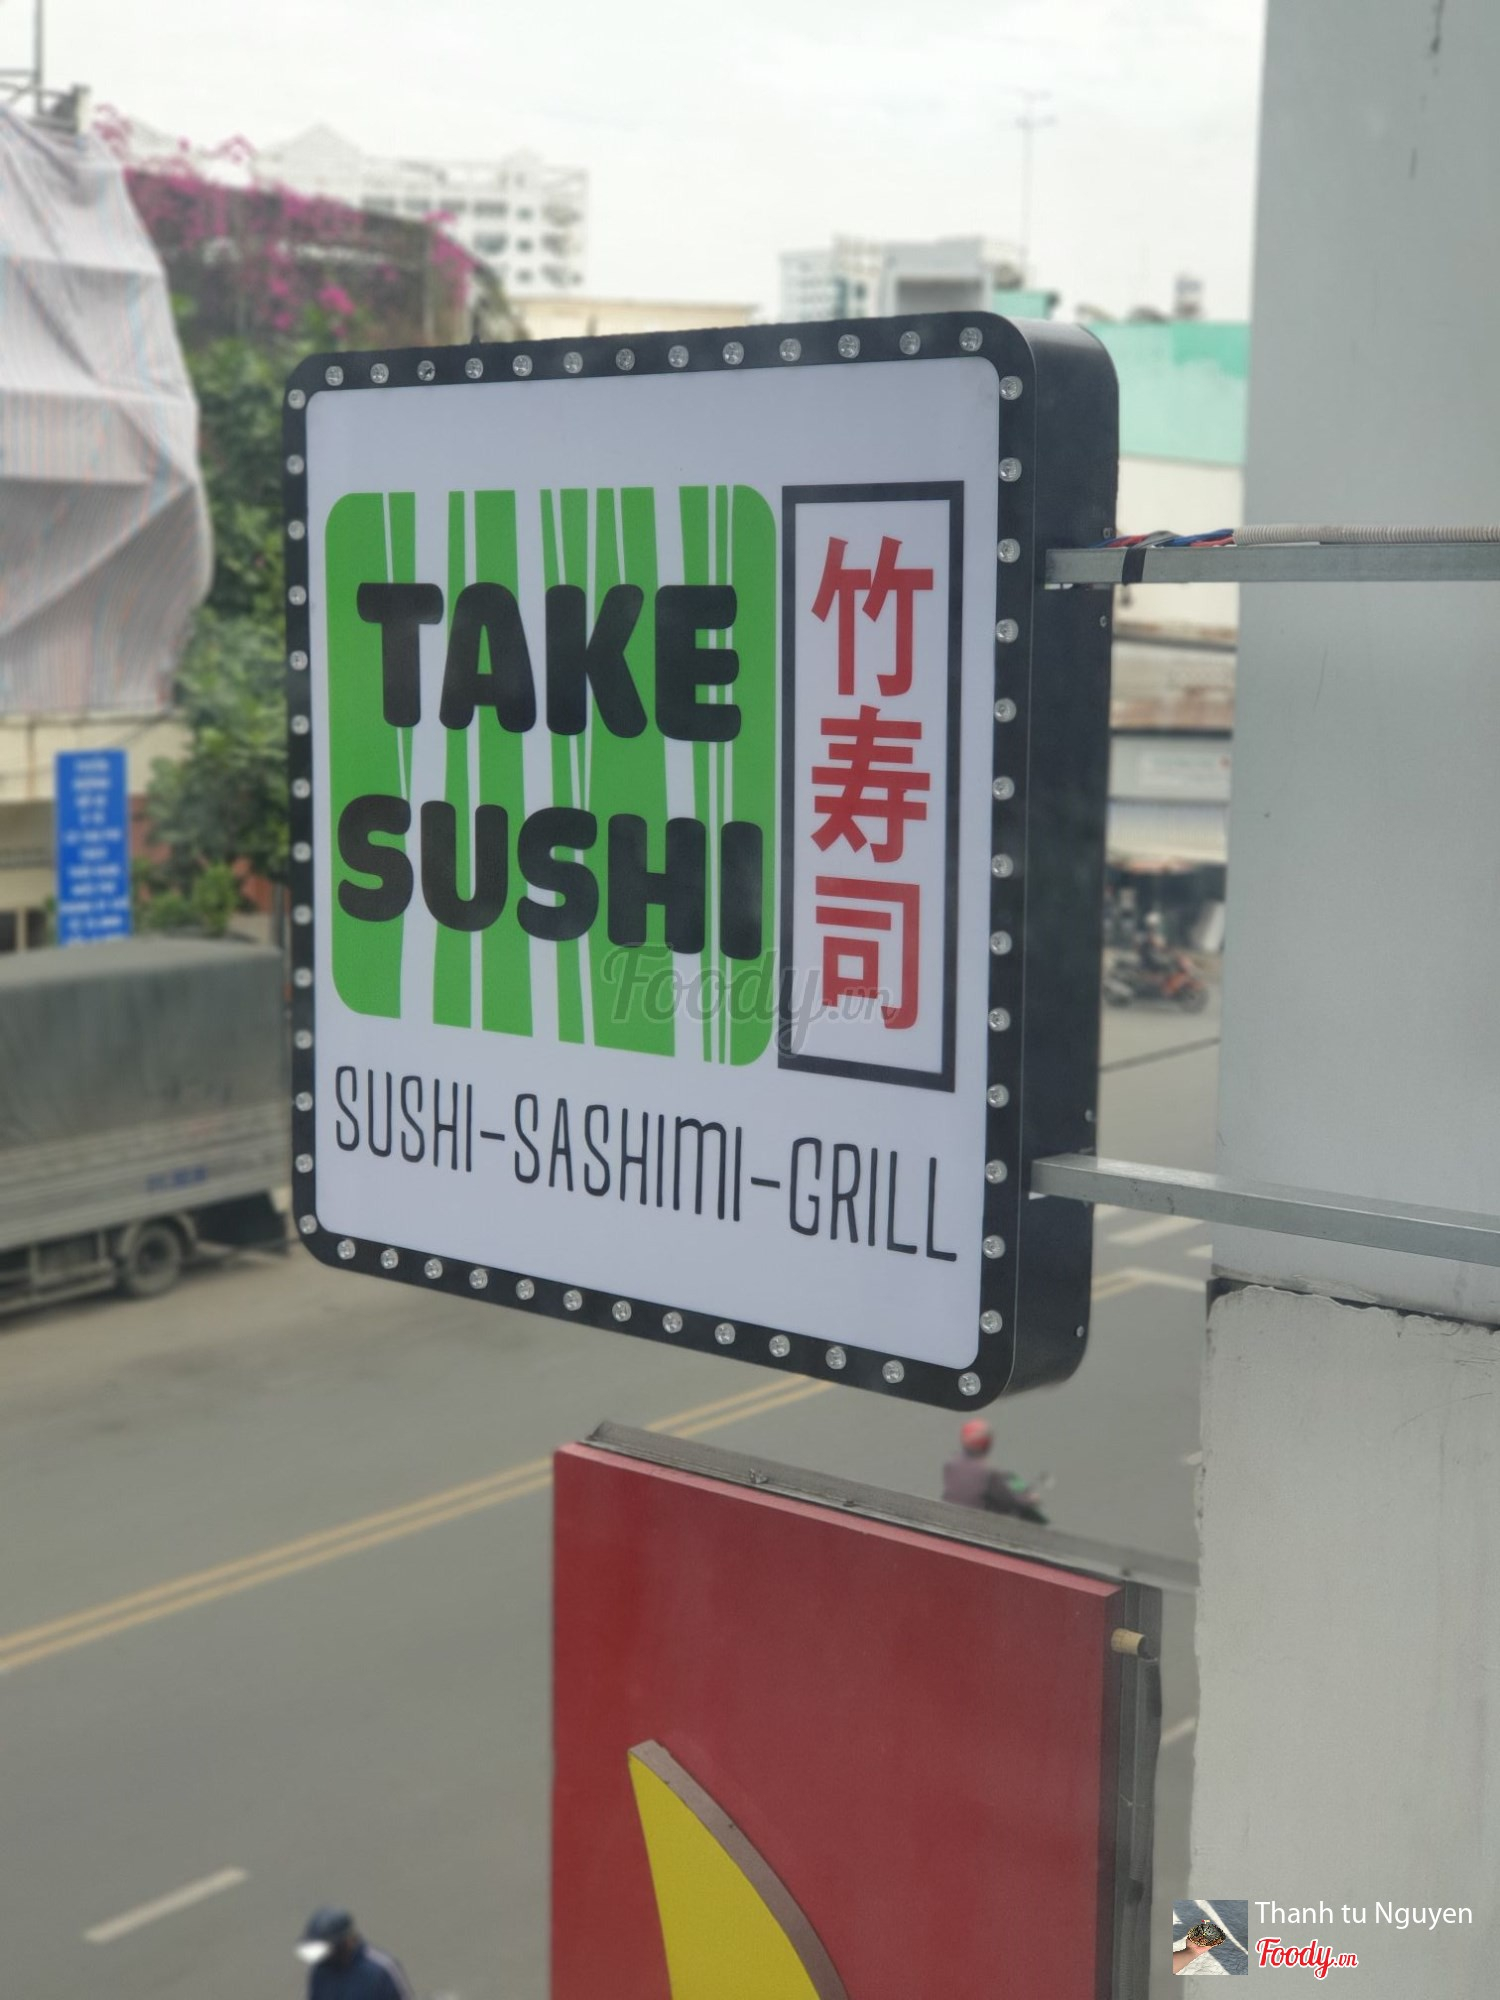 TAKE
SUSHI
竹寿司
SUSHI-SASHIMI-GRILL
Foody.vn
Thanh tu Nguyen
Foody.vn